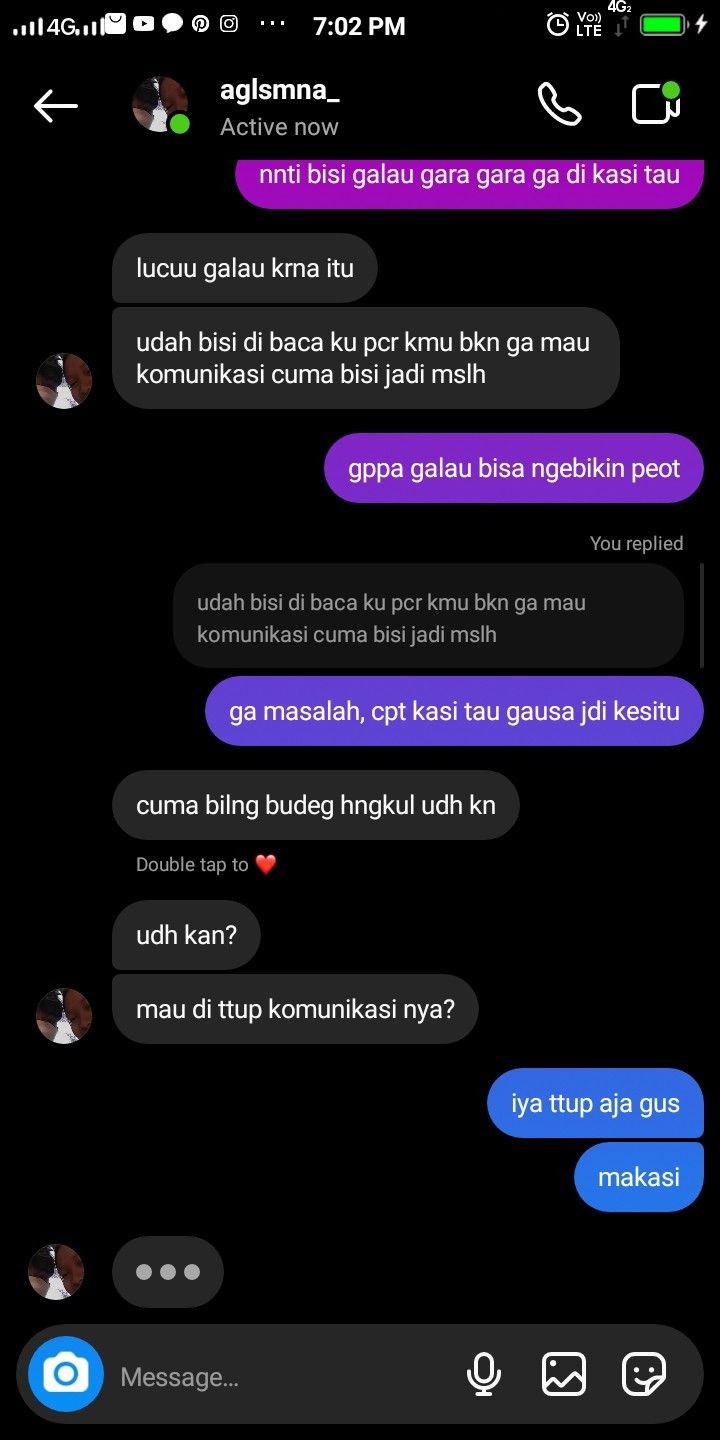 4G
7:02 PM
Vo))
LTE
4G2
aglsmna_
Active now
nnti bisi galau gara gara ga di kasi tau
lucuu galau krna itu
udah bisi di baca ku pcr kmu bkn ga mau
komunikasi cuma bisi jadi mslh
gppa galau bisa ngebikin peot
You replied
udah bisi di baca ku pcr kmu bkn ga mau
komunikasi cuma bisi jadi mslh
ga masalah, cpt kasi tau gausa jdi kesitu
cuma bilng budeg hngkul udh kn
Double tap to ❤️
udh kan?
mau di ttup komunikasi nya?
iya ttup aja gus
makasi
Message...